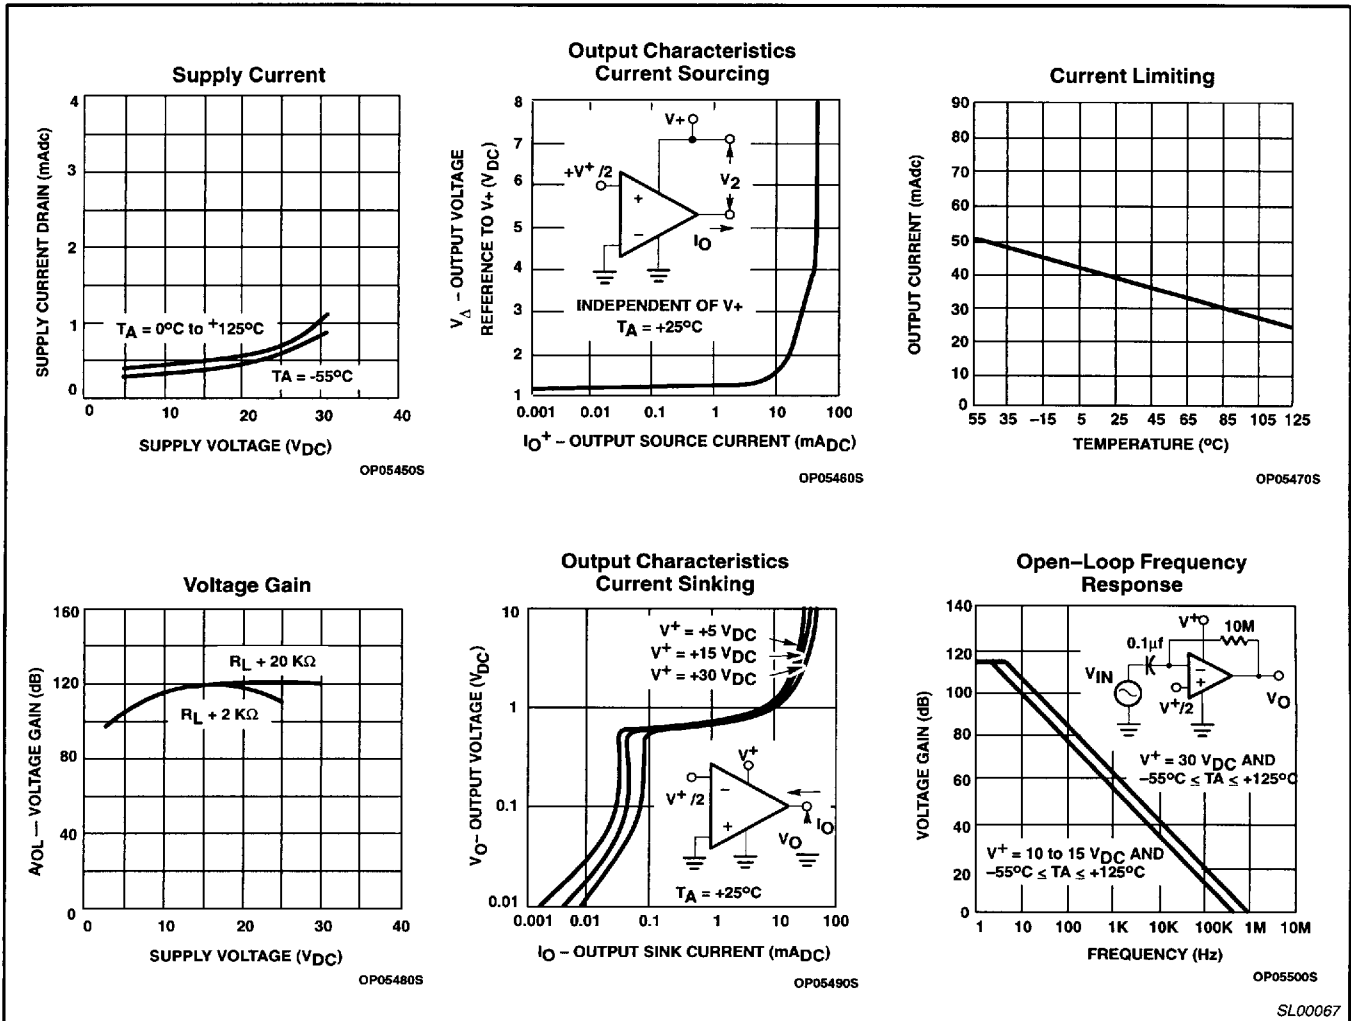 Supply Current
4
3
2
1
0
SUPPLY CURRENT DRAIN (mAdc)
TA = 0°C to +125°C
TA = -55°C
0 10 20 30 40
SUPPLY VOLTAGE (VDC)
OP05450S
Output Characteristics
Current Sourcing
8
7
6
5
4
3
2
1
VΔ – OUTPUT VOLTAGE
REFERENCE TO V+ (VDC)
V+
+V+ /2
+
–
V2
IO
INDEPENDENT OF V+
TA = +25°C
0.001 0.01 0.1 1 10 100
IO+ – OUTPUT SOURCE CURRENT (mADC)
OP05460S
Current Limiting
90
80
70
60
50
40
30
20
10
0
OUTPUT CURRENT (mAdc)
55 35 –15 5 25 45 65 85 105 125
TEMPERATURE (°C)
OP05470S
Voltage Gain
160
120
80
40
0
AVOL — VOLTAGE GAIN (dB)
RL + 20 KΩ
RL + 2 KΩ
0 10 20 30 40
SUPPLY VOLTAGE (VDC)
OP05480S
Output Characteristics
Current Sinking
10
1
0.1
0.01
VO– OUTPUT VOLTAGE (VDC)
V+ = +5 VDC
V+ = +15 VDC
V+ = +30 VDC
V+
V+/2
–
+
IO
VO
TA = +25°C
0.001 0.01 0.1 1 10 100
IO – OUTPUT SINK CURRENT (mADC)
OP05490S
Open–Loop Frequency
Response
140
120
100
80
60
40
20
0
VOLTAGE GAIN (dB)
V+
10M
0.1µf
VIN
–
+
V+/2
VO
V+ = 30 VDC AND
–55°C ≤ TA ≤ +125°C
V+ = 10 to 15 VDC AND
–55°C ≤ TA ≤ +125°C
1 10 100 1K 10K 100K 1M 10M
FREQUENCY (Hz)
OP05500S
SL00067